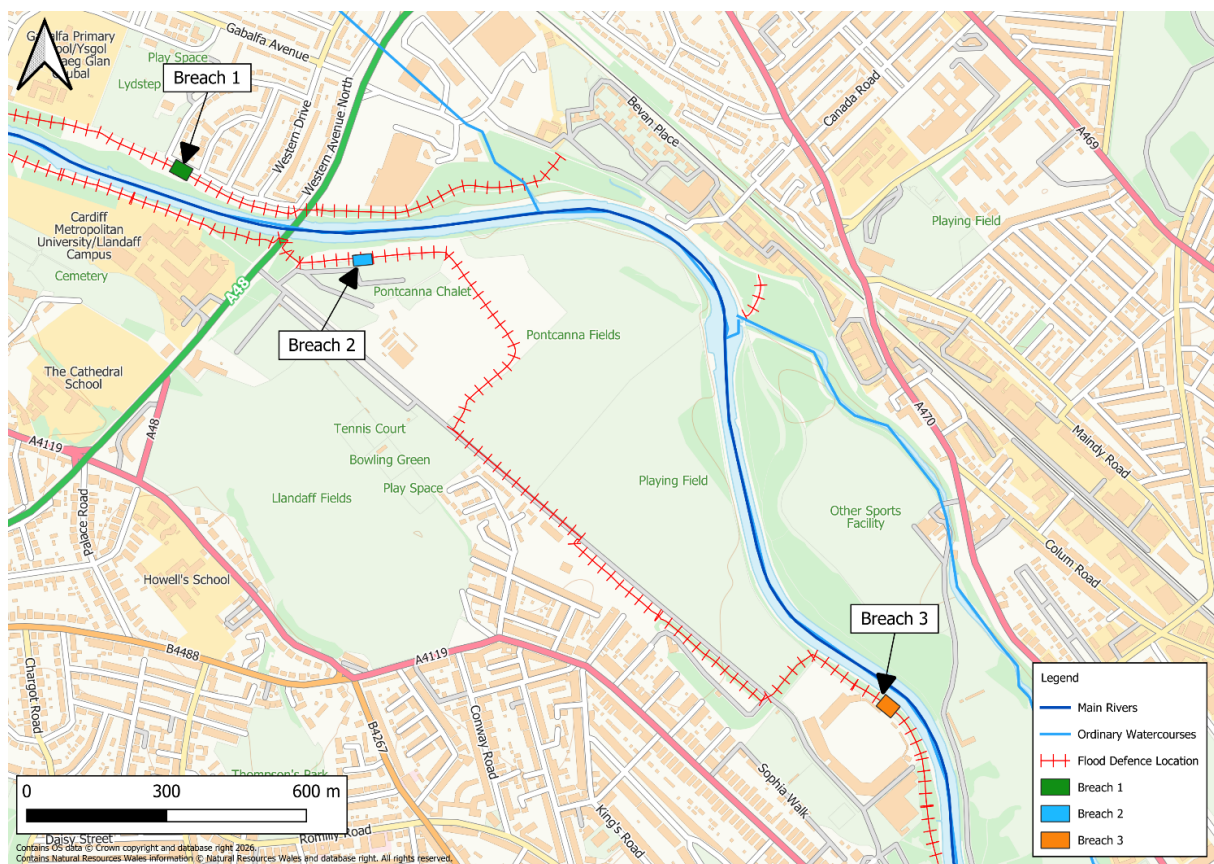 Gabalfa Avenue
Play Space
Lydstep
Breach 1
Western Drive
Western Avenue North
Bevan Place
Canada Road
A469
Playing Field
Cardiff
Metropolitan
University/Llandaff
Campus
Cemetery
A48
Pontcanna Chalet
Breach 2
Pontcanna Fields
The Cathedral
School
A4119
A48
Tennis Court
Bowling Green
Play Space
Llandaff Fields
Playing Field
Other Sports
Facility
A470
Maindy Road
Colum Road
Palace Road
Howell's School
Breach 3
B4488
A4119
Chargot Road
B4267
Conway Road
Thompson's Park
Sophia Walk
King's Road
Romilly Road
Daisy Street
0 300 600 m
Contains OS data © Crown copyright and database right 2026.
Contains Natural Resources Wales information © Natural Resources Wales and database right. All rights reserved.
Legend
Main Rivers
Ordinary Watercourses
Flood Defence Location
Breach 1
Breach 2
Breach 3